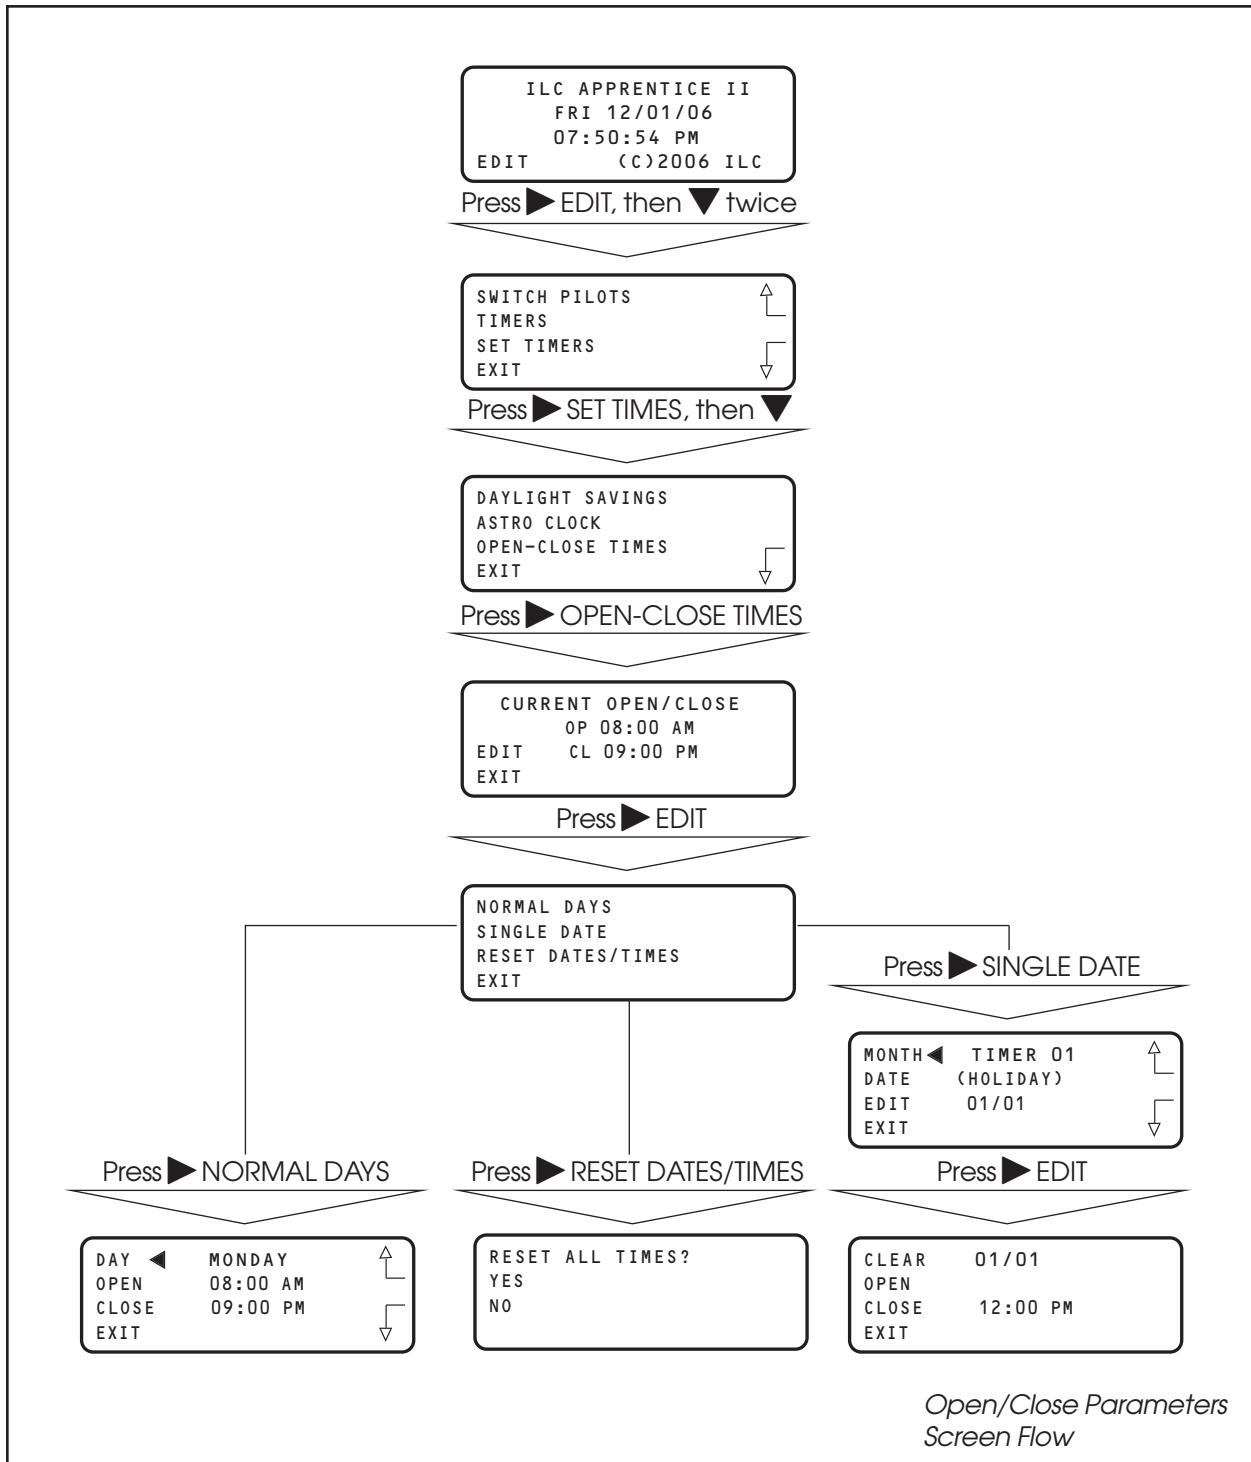 ILC APPRENTICE II
FRI 12/01/06
07:50:54 PM
EDIT (C)2006 ILC
Press ▶ EDIT, then ▼ twice
SWITCH PILOTS
TIMERS
SET TIMERS
EXIT
Press ▶ SET TIMES, then ▼
DAYLIGHT SAVINGS
ASTRO CLOCK
OPEN-CLOSE TIMES
EXIT
Press ▶ OPEN-CLOSE TIMES
CURRENT OPEN/CLOSE
OP 08:00 AM
EDIT CL 09:00 PM
EXIT
Press ▶ EDIT
NORMAL DAYS
SINGLE DATE
RESET DATES/TIMES
EXIT
Press ▶ SINGLE DATE
MONTH ◀ TIMER 01
DATE (HOLIDAY)
EDIT 01/01
EXIT
Press ▶ NORMAL DAYS
DAY ◀ MONDAY
OPEN 08:00 AM
CLOSE 09:00 PM
EXIT
Press ▶ RESET DATES/TIMES
RESET ALL TIMES?
YES
NO
Press ▶ EDIT
CLEAR 01/01
OPEN
CLOSE 12:00 PM
EXIT
Open/Close Parameters
Screen Flow